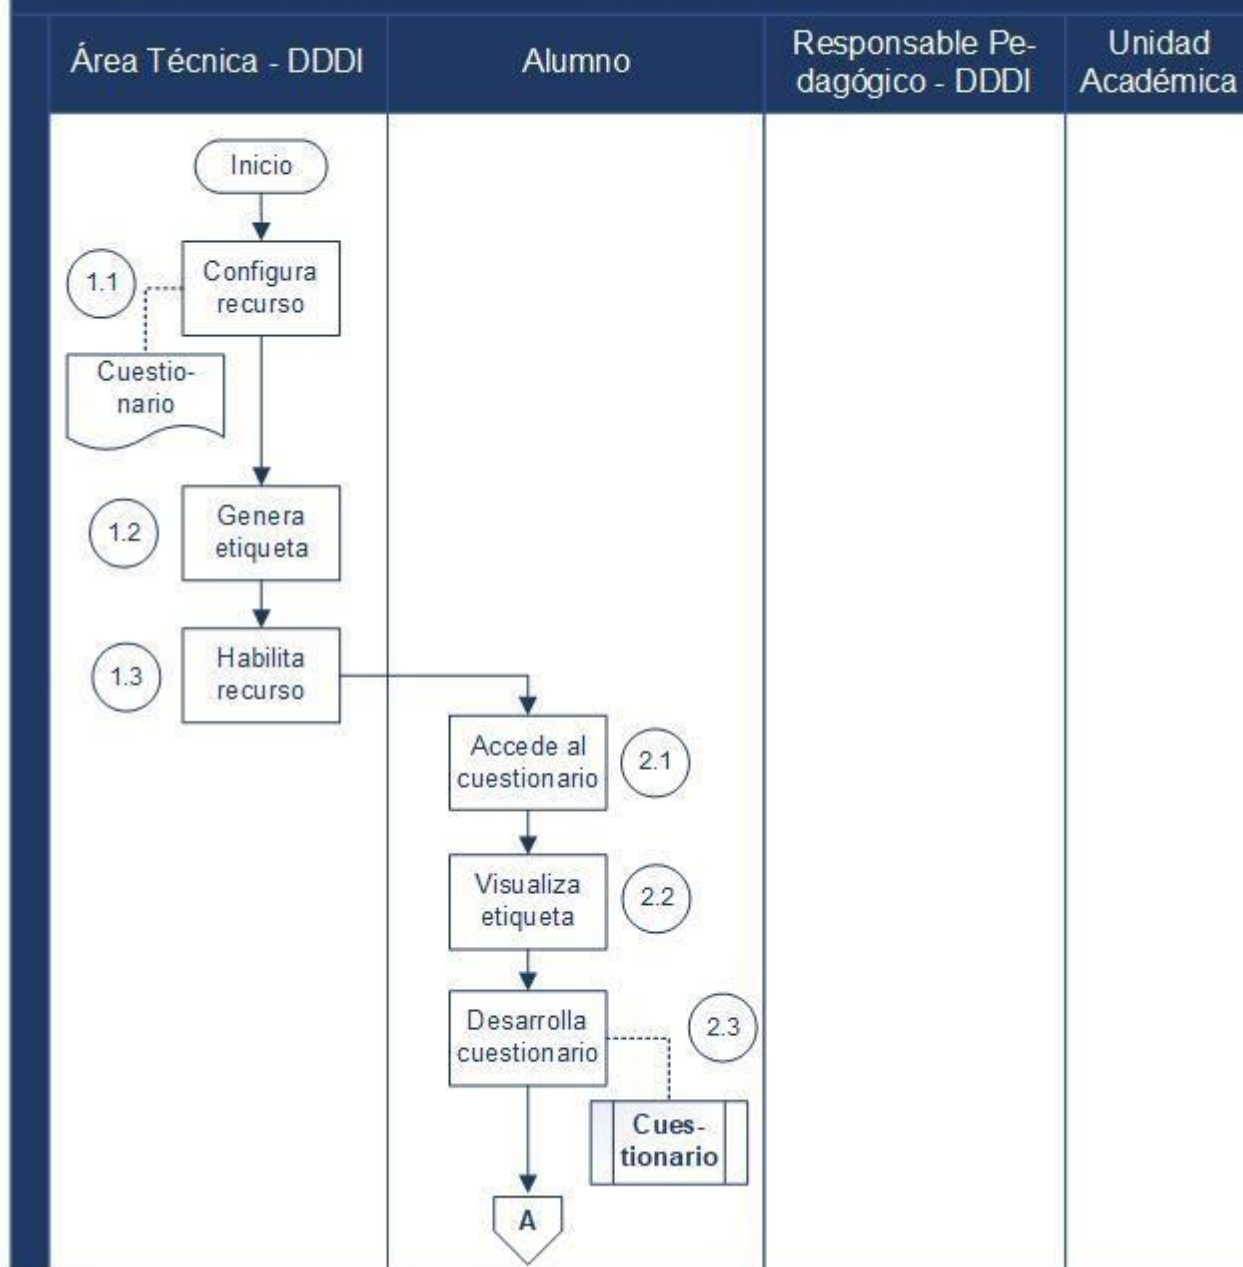 Área Técnica - DDDI
Alumno
Responsable Pe-
dagógico - DDDI
Unidad
Académica
Inicio
1.1
Configura
recurso
Cuestio-
nario
1.2
Genera
etiqueta
1.3
Habilita
recurso
Accede al
cuestionario
2.1
Visualiza
etiqueta
2.2
Desarrolla
cuestionario
2.3
Cues-
tionario
A